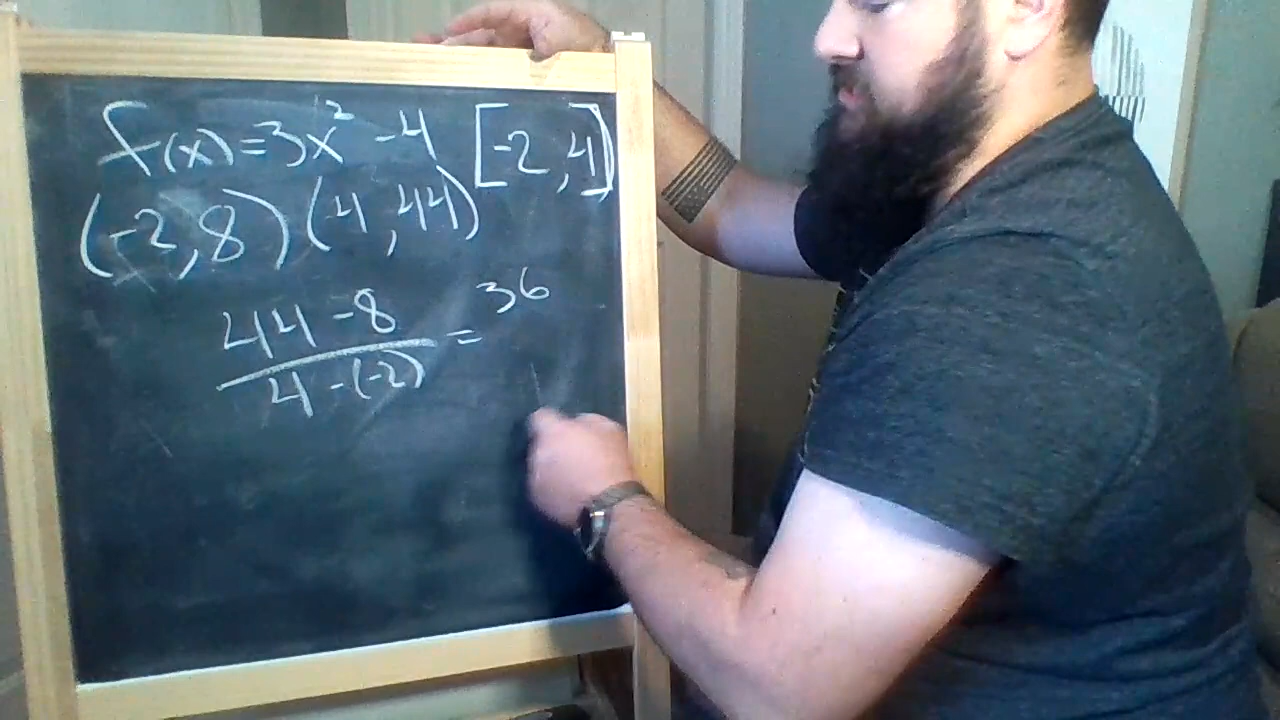 f(x)=3x² -4 [-2,4]
(-2,8) (4,44)
44-8
4-(-2)
= 36